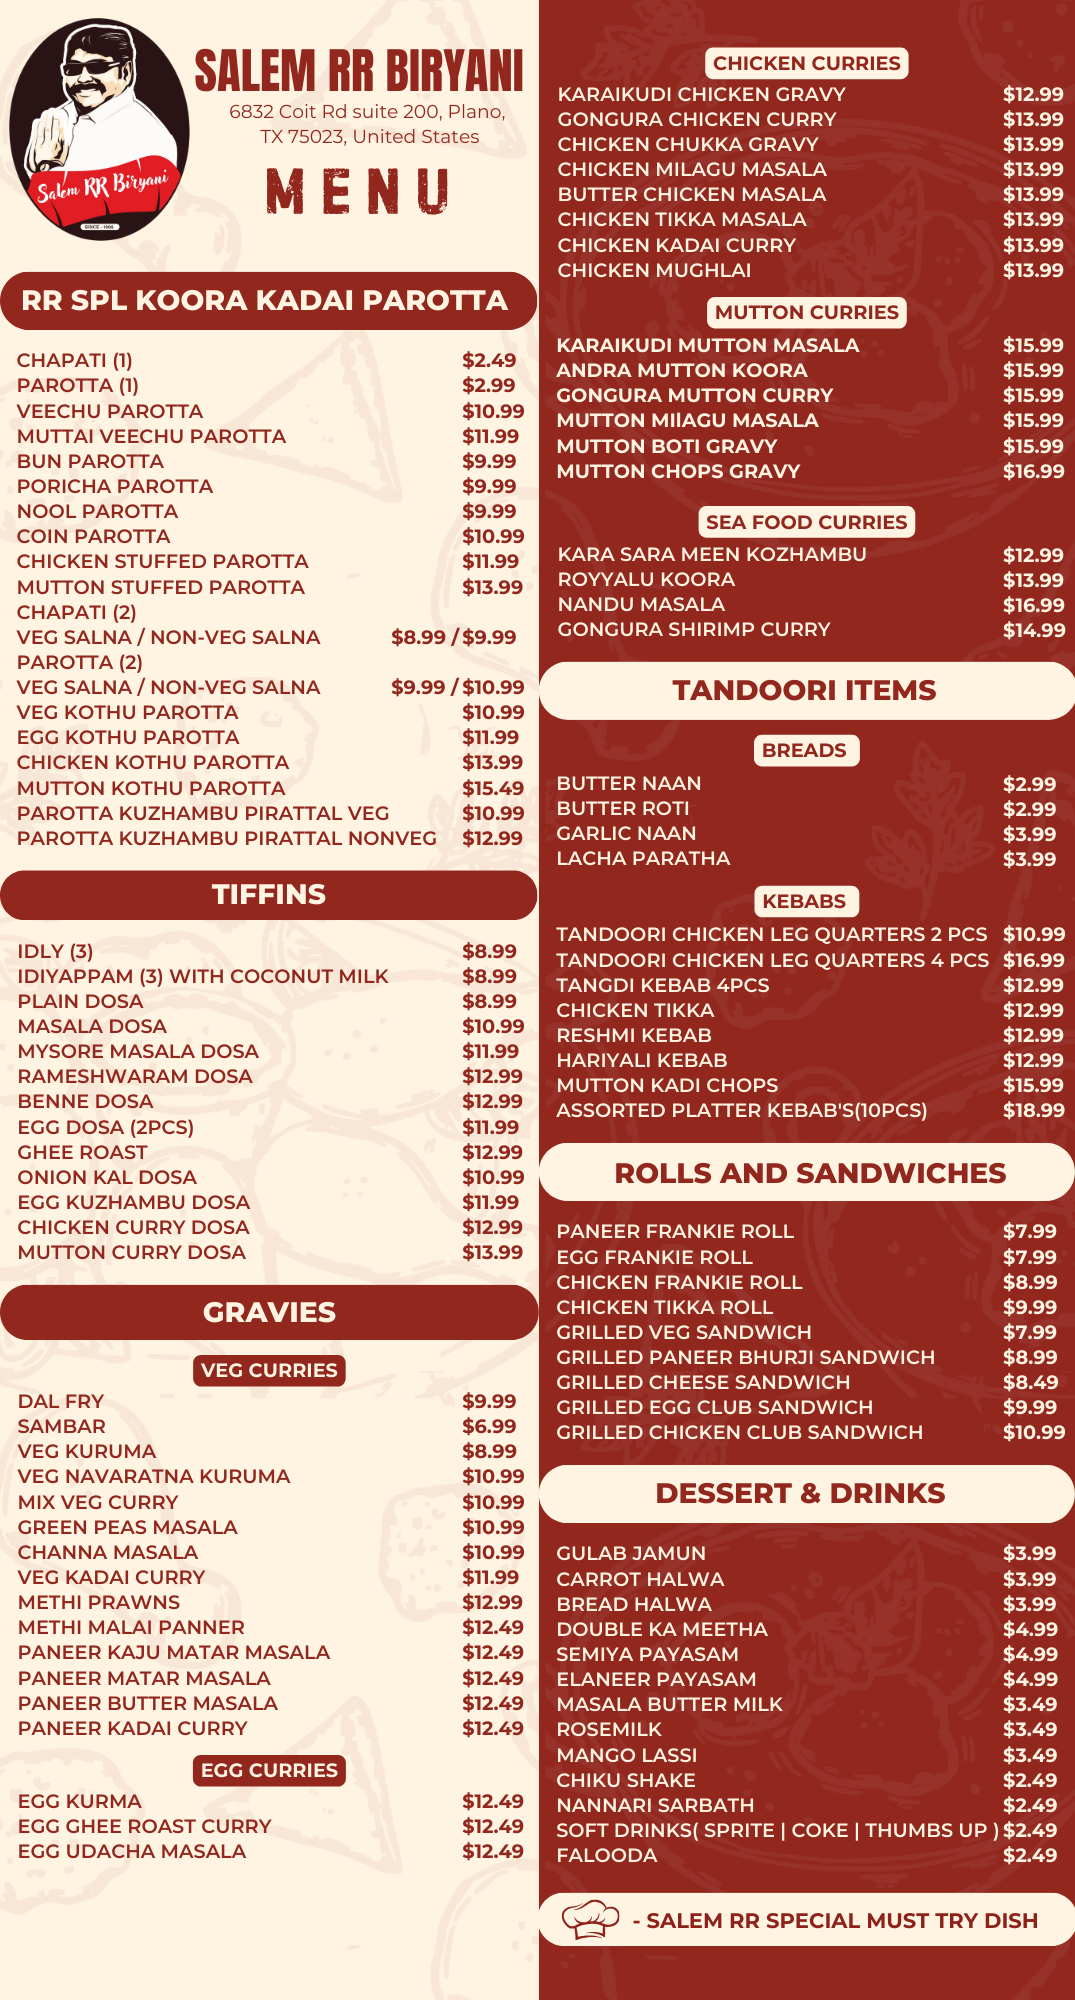 Salem RR Biryani
SINCE - 1996
SALEM RR BIRYANI
6832 Coit Rd suite 200, Plano,
TX 75023, United States
MENU
RR SPL KOORA KADAI PAROTTA
CHAPATI (1) $2.49
PAROTTA (1) $2.99
VEECHU PAROTTA $10.99
MUTTAI VEECHU PAROTTA $11.99
BUN PAROTTA $9.99
PORICHA PAROTTA $9.99
NOOL PAROTTA $9.99
COIN PAROTTA $10.99
CHICKEN STUFFED PAROTTA $11.99
MUTTON STUFFED PAROTTA $13.99
CHAPATI (2)
VEG SALNA / NON-VEG SALNA $8.99 / $9.99
PAROTTA (2)
VEG SALNA / NON-VEG SALNA $9.99 / $10.99
VEG KOTHU PAROTTA $10.99
EGG KOTHU PAROTTA $11.99
CHICKEN KOTHU PAROTTA $13.99
MUTTON KOTHU PAROTTA $15.49
PAROTTA KUZHAMBU PIRATTAL VEG $10.99
PAROTTA KUZHAMBU PIRATTAL NONVEG $12.99
TIFFINS
IDLY (3) $8.99
IDIYAPPAM (3) WITH COCONUT MILK $8.99
PLAIN DOSA $8.99
MASALA DOSA $10.99
MYSORE MASALA DOSA $11.99
RAMESHWARAM DOSA $12.99
BENNE DOSA $12.99
EGG DOSA (2PCS) $11.99
GHEE ROAST $12.99
ONION KAL DOSA $10.99
EGG KUZHAMBU DOSA $11.99
CHICKEN CURRY DOSA $12.99
MUTTON CURRY DOSA $13.99
GRAVIES
VEG CURRIES
DAL FRY $9.99
SAMBAR $6.99
VEG KURUMA $8.99
VEG NAVARATNA KURUMA $10.99
MIX VEG CURRY $10.99
GREEN PEAS MASALA $10.99
CHANNA MASALA $10.99
VEG KADAI CURRY $11.99
METHI PRAWNS $12.99
METHI MALAI PANNER $12.49
PANEER KAJU MATAR MASALA $12.49
PANEER MATAR MASALA $12.49
PANEER BUTTER MASALA $12.49
PANEER KADAI CURRY $12.49
EGG CURRIES
EGG KURMA $12.49
EGG GHEE ROAST CURRY $12.49
EGG UDACHA MASALA $12.49
CHICKEN CURRIES
KARAIKUDI CHICKEN GRAVY $12.99
GONGURA CHICKEN CURRY $13.99
CHICKEN CHUKKA GRAVY $13.99
CHICKEN MILAGU MASALA $13.99
BUTTER CHICKEN MASALA $13.99
CHICKEN TIKKA MASALA $13.99
CHICKEN KADAI CURRY $13.99
CHICKEN MUGHLAI $13.99
MUTTON CURRIES
KARAIKUDI MUTTON MASALA $15.99
ANDRA MUTTON KOORA $15.99
GONGURA MUTTON CURRY $15.99
MUTTON MIlAGU MASALA $15.99
MUTTON BOTI GRAVY $15.99
MUTTON CHOPS GRAVY $16.99
SEA FOOD CURRIES
KARA SARA MEEN KOZHAMBU $12.99
ROYYALU KOORA $13.99
NANDU MASALA $16.99
GONGURA SHIRIMP CURRY $14.99
TANDOORI ITEMS
BREADS
BUTTER NAAN $2.99
BUTTER ROTI $2.99
GARLIC NAAN $3.99
LACHA PARATHA $3.99
KEBABS
TANDOORI CHICKEN LEG QUARTERS 2 PCS $10.99
TANDOORI CHICKEN LEG QUARTERS 4 PCS $16.99
TANGDI KEBAB 4PCS $12.99
CHICKEN TIKKA $12.99
RESHMI KEBAB $12.99
HARIYALI KEBAB $12.99
MUTTON KADI CHOPS $15.99
ASSORTED PLATTER KEBAB'S(10PCS) $18.99
ROLLS AND SANDWICHES
PANEER FRANKIE ROLL $7.99
EGG FRANKIE ROLL $7.99
CHICKEN FRANKIE ROLL $8.99
CHICKEN TIKKA ROLL $9.99
GRILLED VEG SANDWICH $7.99
GRILLED PANEER BHURJI SANDWICH $8.99
GRILLED CHEESE SANDWICH $8.49
GRILLED EGG CLUB SANDWICH $9.99
GRILLED CHICKEN CLUB SANDWICH $10.99
DESSERT & DRINKS
GULAB JAMUN $3.99
CARROT HALWA $3.99
BREAD HALWA $3.99
DOUBLE KA MEETHA $4.99
SEMIYA PAYASAM $4.99
ELANEER PAYASAM $4.99
MASALA BUTTER MILK $3.49
ROSEMILK $3.49
MANGO LASSI $3.49
CHIKU SHAKE $2.49
NANNARI SARBATH $2.49
SOFT DRINKS( SPRITE | COKE | THUMBS UP ) $2.49
FALOODA $2.49
- SALEM RR SPECIAL MUST TRY DISH